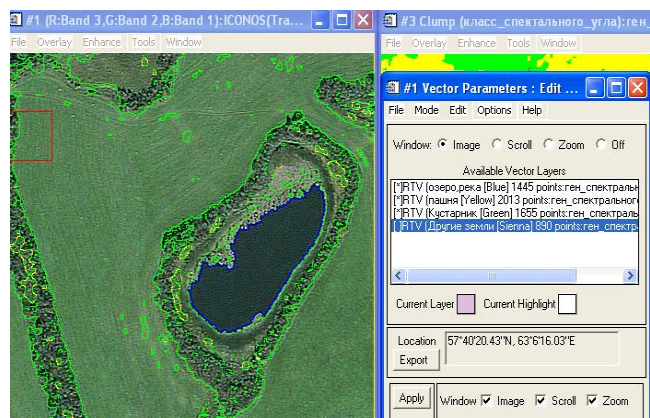 #1 (R:Band 3,G:Band 2,B:Band 1):ICONOS(Tra...
File Overlay Enhance Tools Window
#3 Clump (класс_спектального_угла):ген_
File Overlay Enhance Tools Window
#1 Vector Parameters : Edit ...
File Mode Edit Options Help
Window: Image Scroll Zoom Off
Available Vector Layers
[*]RTV (озеро,река [Blue] 1445 points:ген_спектральн
[*]RTV (пашня [Yellow] 2013 points:ген_спектральног
[*]RTV (Кустарник [Green] 1655 points:ген_спектраль
[ ]RTV (Другие земли [Sienna] 890 points:ген_спектра
Current Layer Current Highlight
Location 57°40'20.43"N, 63°6'16.03"E
Export
Apply Window Image Scroll Zoom